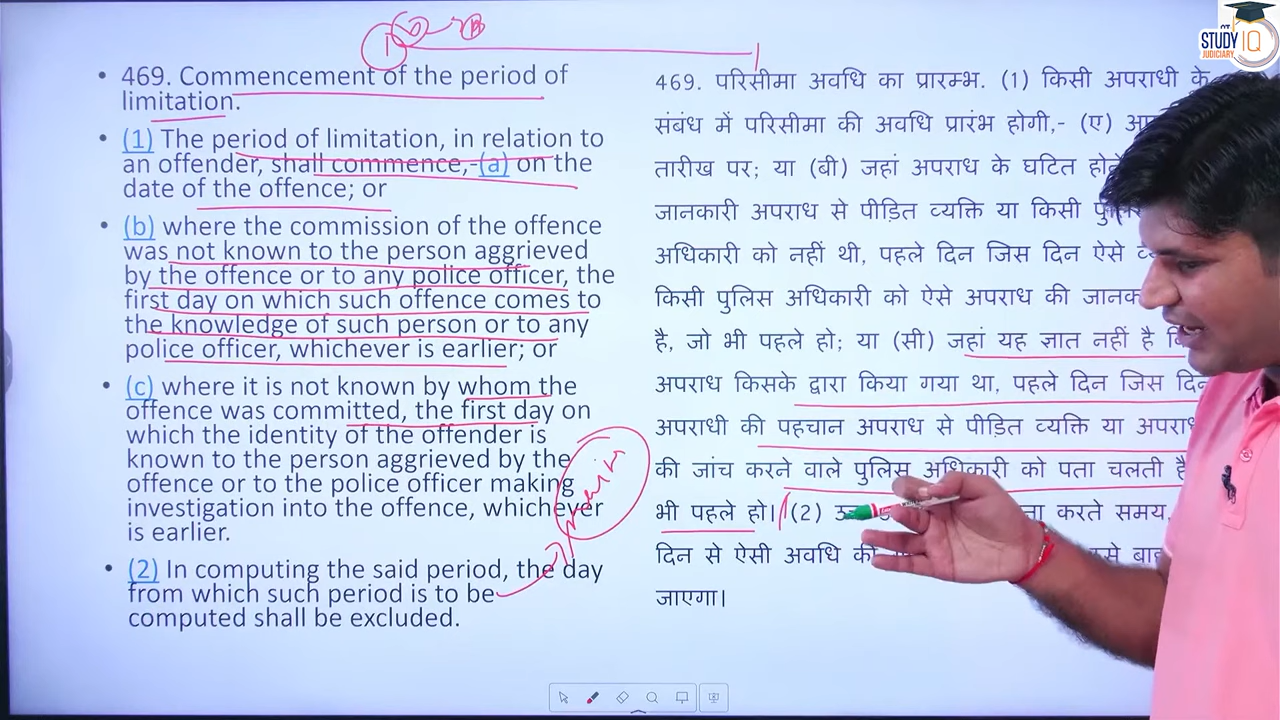 STUDY IQ
JUDICIARY
• 469. Commencement of the period of
limitation.
• (1) The period of limitation, in relation to
an offender, shall commence,-(a) on the
date of the offence; or
• (b) where the commission of the offence
was not known to the person aggrieved
by the offence or to any police officer, the
first day on which such offence comes to
the knowledge of such person or to any
police officer, whichever is earlier; or
• (c) where it is not known by whom the
offence was committed, the first day on
which the identity of the offender is
known to the person aggrieved by the
offence or to the police officer making
investigation into the offence, whichever
is earlier.
• (2) In computing the said period, the day
from which such period is to be
computed shall be excluded.
469. परिसीमा अवधि का प्रारम्भ. (1) किसी अपराधी के
संबंध में परिसीमा की अवधि प्रारंभ होगी,- (ए)
तारीख पर; या (बी) जहां अपराध के घटित
जानकारी अपराध से पीड़ित व्यक्ति या किसी
अधिकारी को नहीं थी, पहले दिन जिस दिन ऐसे
किसी पुलिस अधिकारी को ऐसे अपराध की
है, जो भी पहले हो; या (सी) जहां यह ज्ञात नहीं है
अपराध किसके द्वारा किया गया था, पहले दिन जिस दिन
अपराधी की पहचान अपराध से पीड़ित व्यक्ति या
की जांच करने वाले पुलिस अधिकारी को पता चलती है
भी पहले हो। (2) करते समय,
दिन से ऐसी अवधि की
जाएगा।